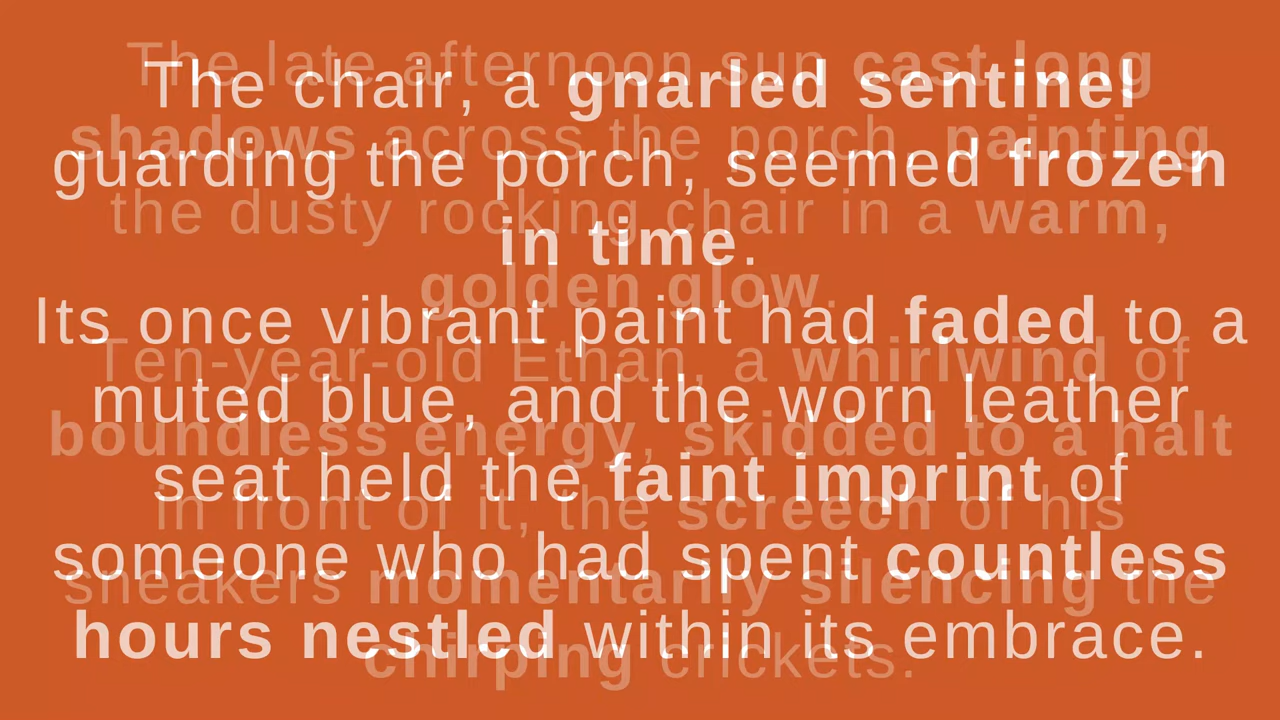 The chair, a gnarled sentinel
guarding the porch, seemed frozen
in time.
Its once vibrant paint had faded to a
muted blue, and the worn leather
seat held the faint imprint of
someone who had spent countless
hours nestled within its embrace.
The late afternoon sun cast long
shadows across the porch, painting
the dusty rocking chair in a warm,
golden glow.
Ten-year-old Ethan, a whirlwind of
boundless energy, skidded to a halt
in front of it, the screech of his
sneakers momentarily silencing the
chirping crickets.